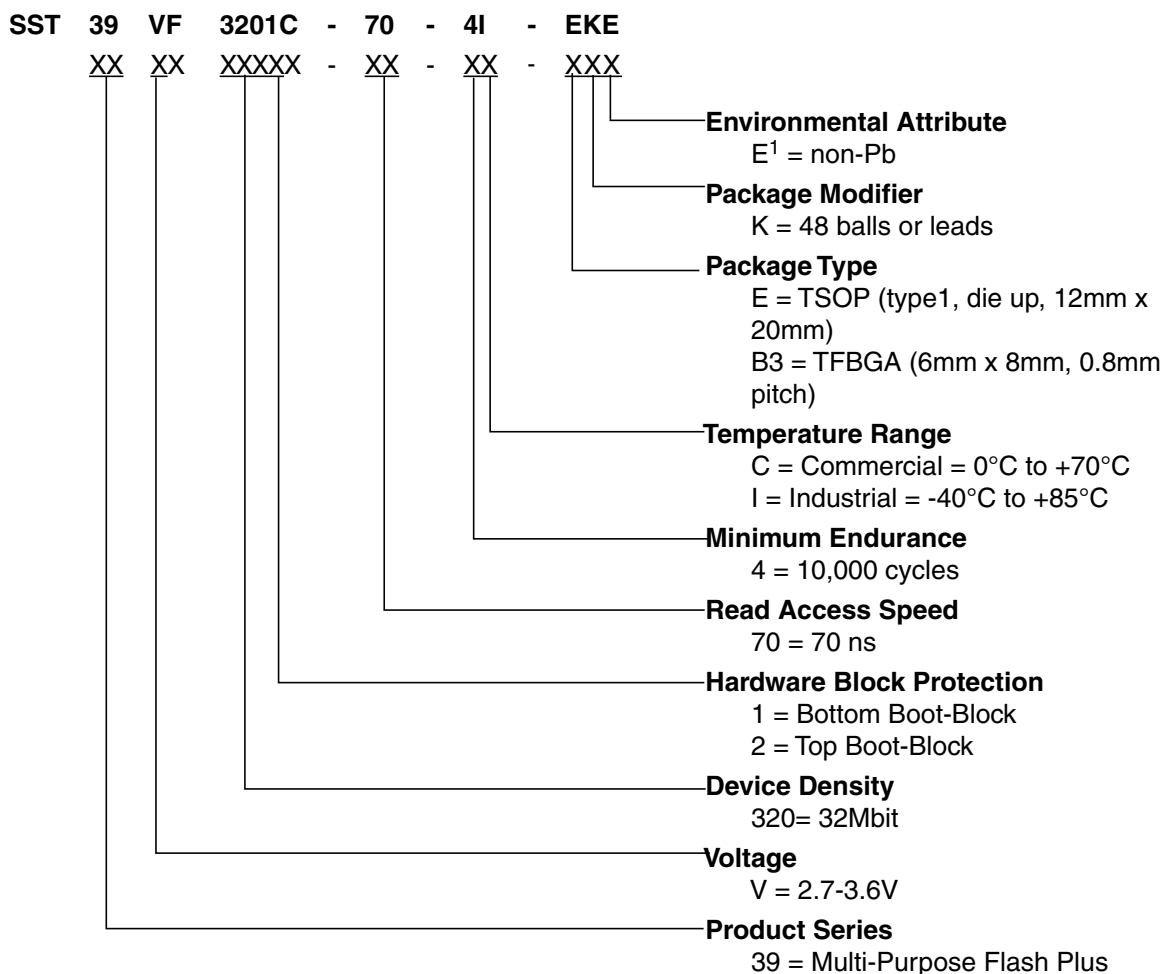 SST 39 VF 3201C - 70 - 4I - EKE
XX XX XXXXX - XX - XX - XXX
Environmental Attribute
E1 = non-Pb
Package Modifier
K = 48 balls or leads
Package Type
E = TSOP (type1, die up, 12mm x
20mm)
B3 = TFBGA (6mm x 8mm, 0.8mm
pitch)
Temperature Range
C = Commercial = 0°C to +70°C
I = Industrial = -40°C to +85°C
Minimum Endurance
4 = 10,000 cycles
Read Access Speed
70 = 70 ns
Hardware Block Protection
1 = Bottom Boot-Block
2 = Top Boot-Block
Device Density
320= 32Mbit
Voltage
V = 2.7-3.6V
Product Series
39 = Multi-Purpose Flash Plus